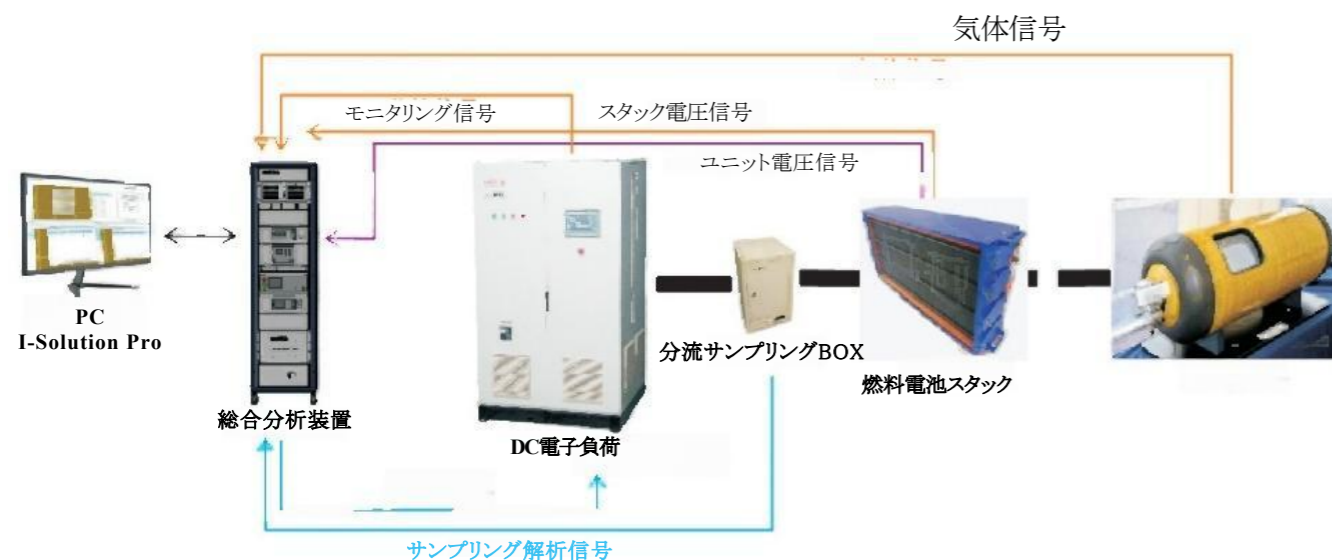 気体信号
モニタリング信号
スタック電圧信号
ユニット電圧信号
PC
I-Solution Pro
分流サンプリングBOX
燃料電池スタック
総合分析装置
DC電子負荷
サンプリング解析信号